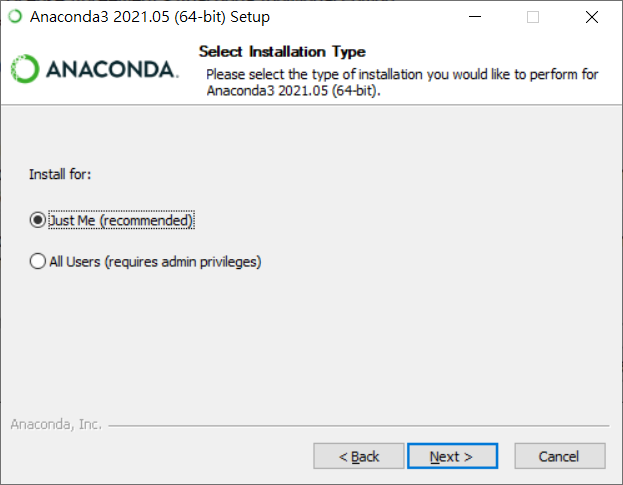 Anaconda3 2021.05 (64-bit) Setup
ANACONDA.
Select Installation Type
Please select the type of installation you would like to perform for
Anaconda3 2021.05 (64-bit).
Install for:
Just Me (recommended)
All Users (requires admin privileges)
Anaconda, Inc.
< Back
Next >
Cancel